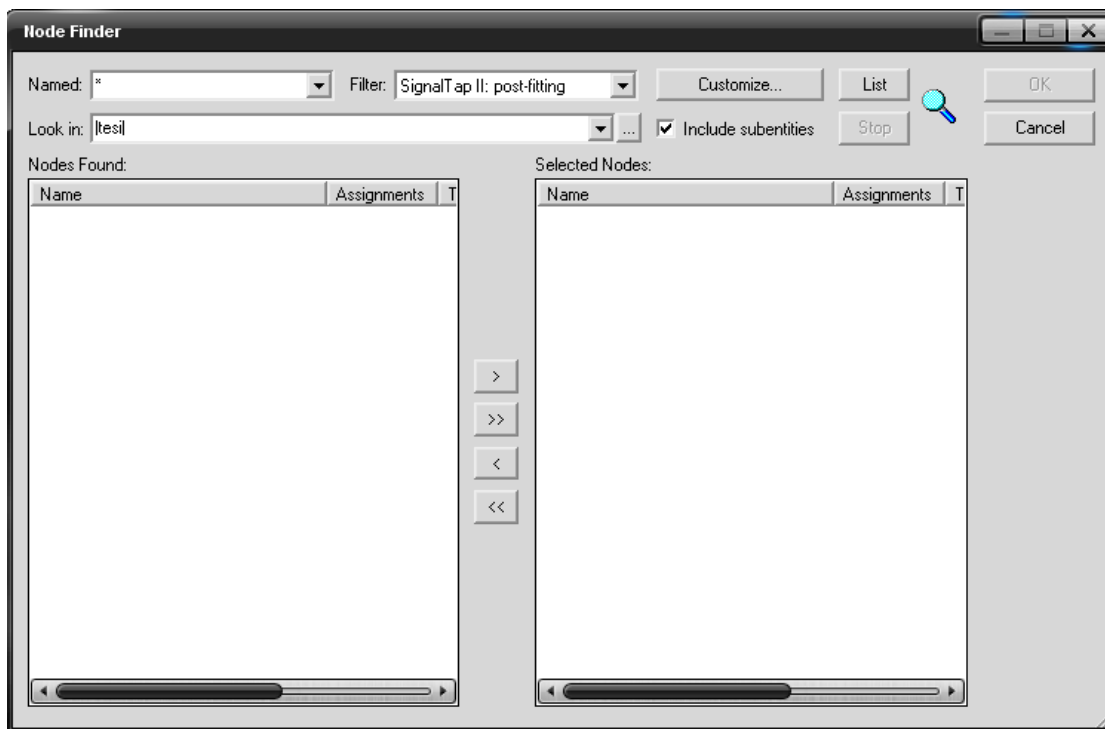 Node Finder
Named: * Filter: SignalTap II: post-fitting Customize... List OK
Look in: |tesi| ... Include subentities Stop Cancel
Nodes Found: Selected Nodes:
Name Assignments T Name Assignments T
>
>>
<
<<